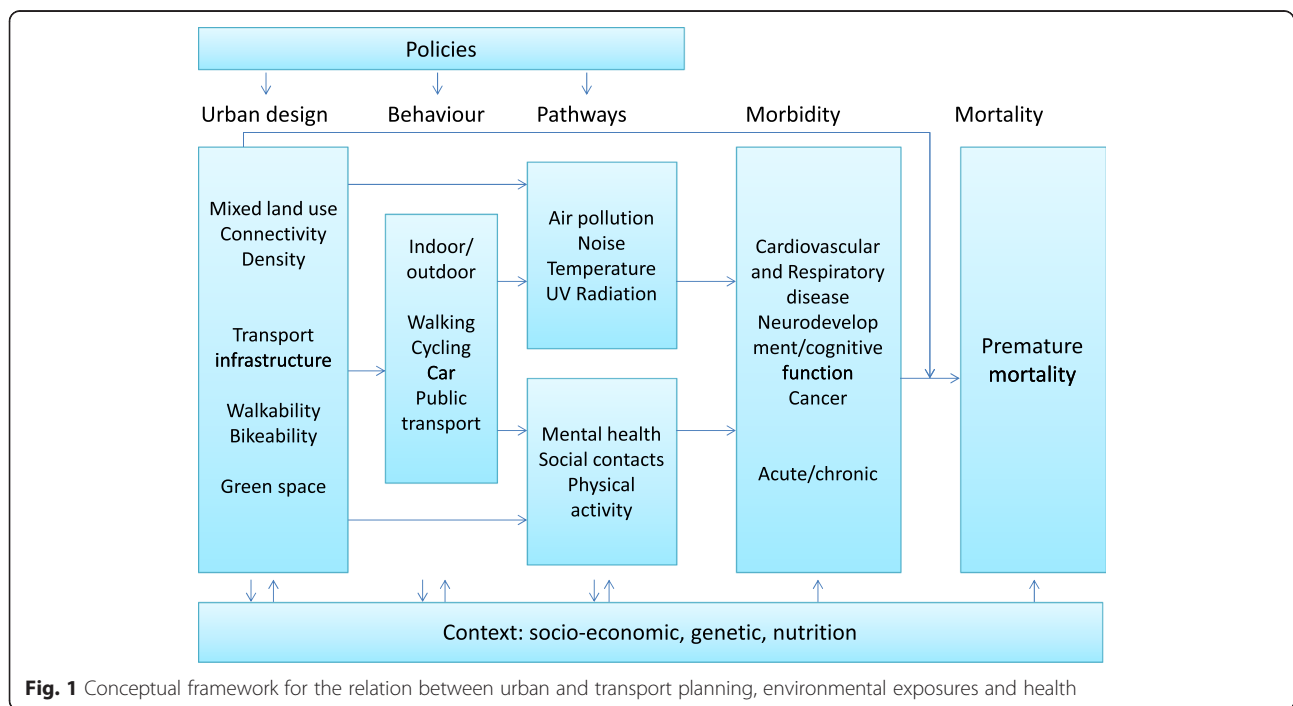 Policies
Urban design
Behaviour
Pathways
Morbidity
Mortality
Mixed land use
Connectivity
Density
Transport
infrastructure
Walkability
Bikeability
Green space
Indoor/
outdoor
Walking
Cycling
Car
Public
transport
Air pollution
Noise
Temperature
UV Radiation
Mental health
Social contacts
Physical
activity
Cardiovascular
and Respiratory
disease
Neurodevelop
ment/cognitive
function
Cancer
Acute/chronic
Premature
mortality
Context: socio-economic, genetic, nutrition
Fig. 1 Conceptual framework for the relation between urban and transport planning, environmental exposures and health